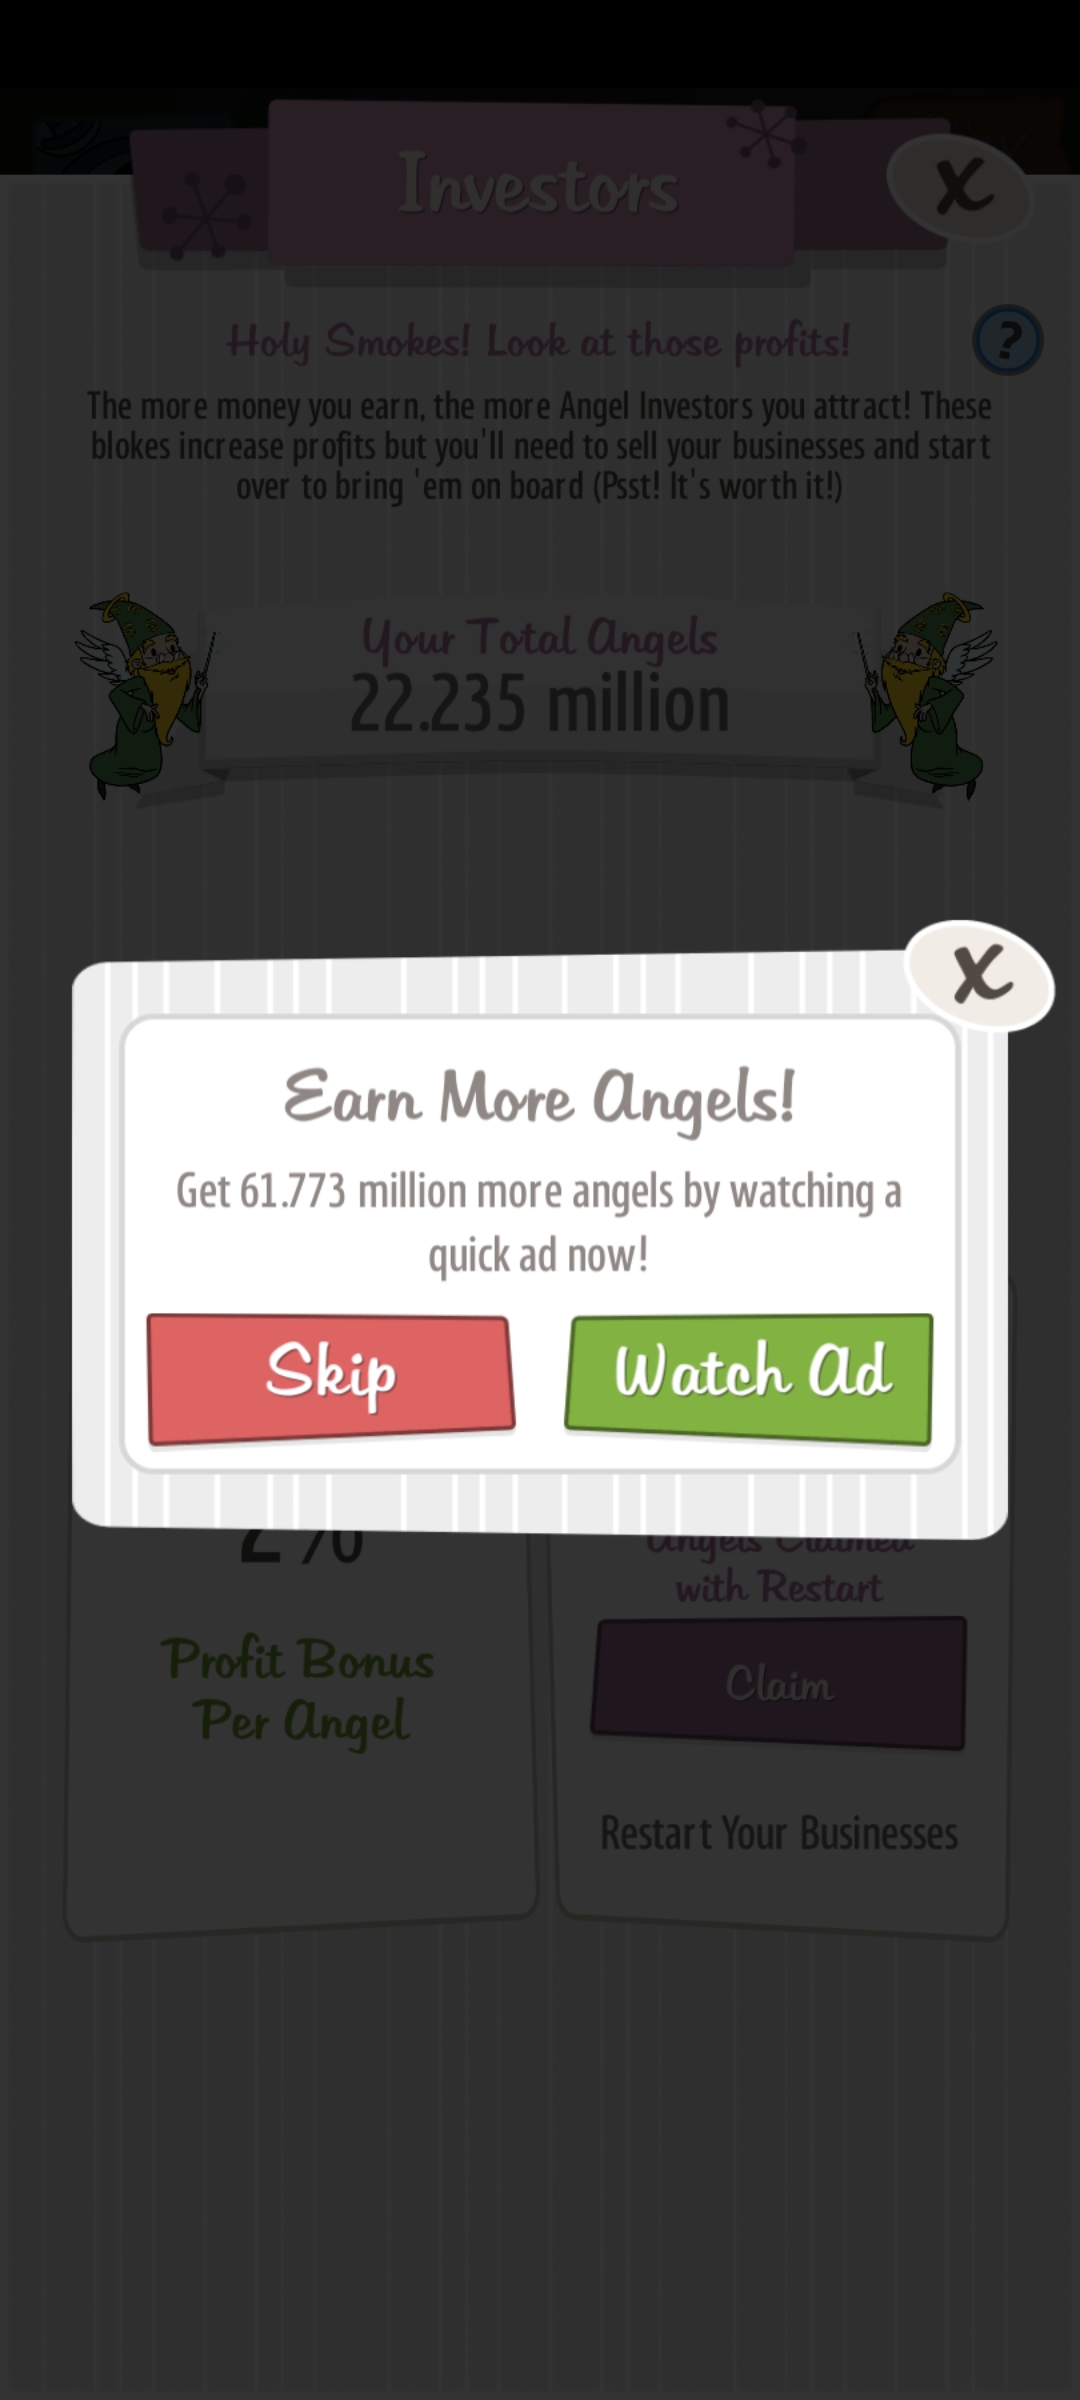 Investors
X
Holy Smokes! Look at those profits!
?
The more money you earn, the more Angel Investors you attract! These
blokes increase profits but you'll need to sell your businesses and start
over to bring 'em on board (Psst! It's worth it!)
Your Total Angels
22.235 million
X
Earn More Angels!
Get 61.773 million more angels by watching a
quick ad now!
Skip
Watch Ad
2%
Profit Bonus
Per Angel
Angels Claimed
with Restart
Claim
Restart Your Businesses